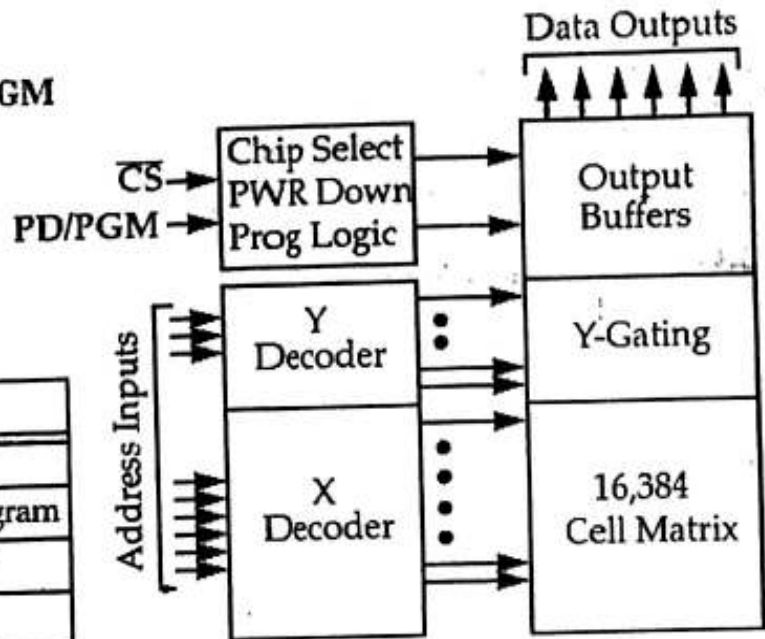 Data Outputs
GM
CS
PD/PGM
Chip Select
PWR Down
Prog Logic
Output
Buffers
Address Inputs
Y
Decoder
Y-Gating
X
Decoder
16,384
Cell Matrix
gram